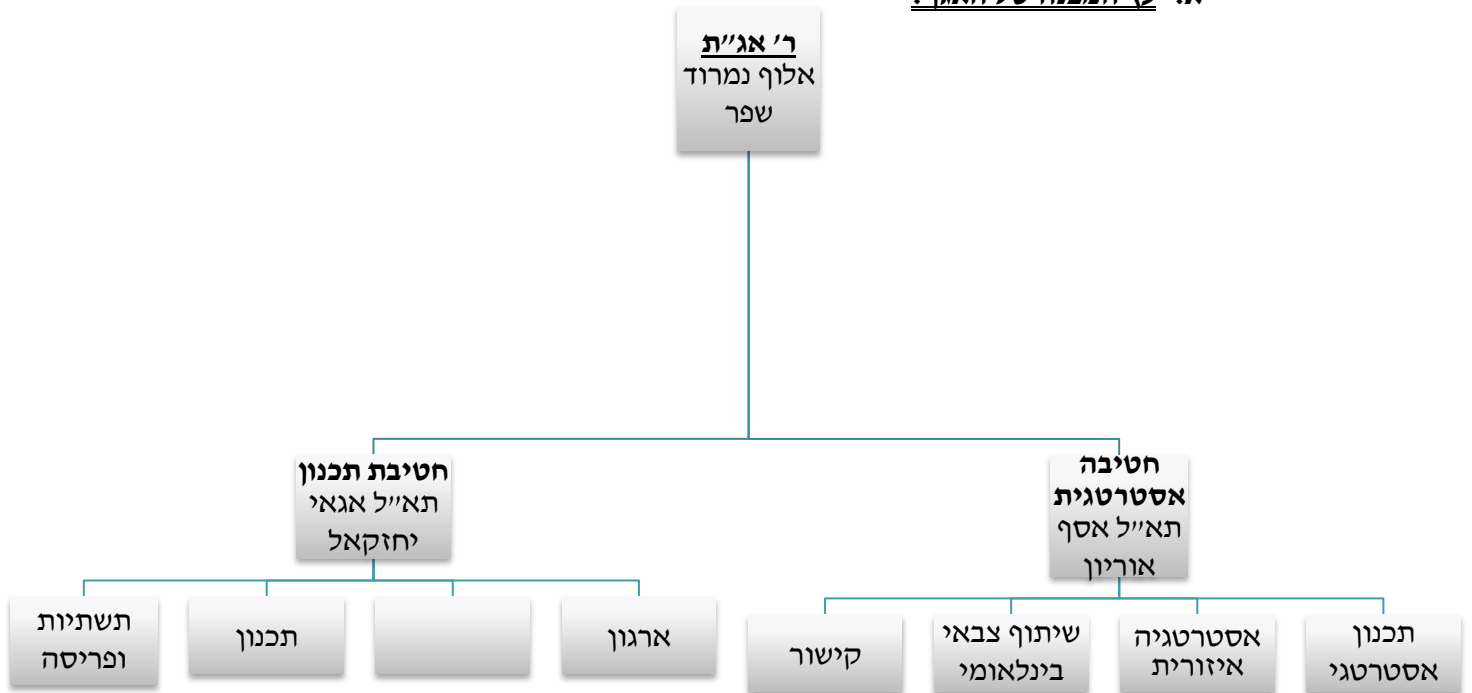 ר' אג"ת
אלוף נמרוד
שפר
חטיבה
אסטרטגית
תא"ל אסף
אוריון
חטיבת תכנון
תא"ל אגאי
יחזקאל
תכנון
אסטרטגי
אסטרטגיה
איזורית
שיתוף צבאי
בינלאומי
קישור
ארגון
תכנון
תשתיות
ופריסה